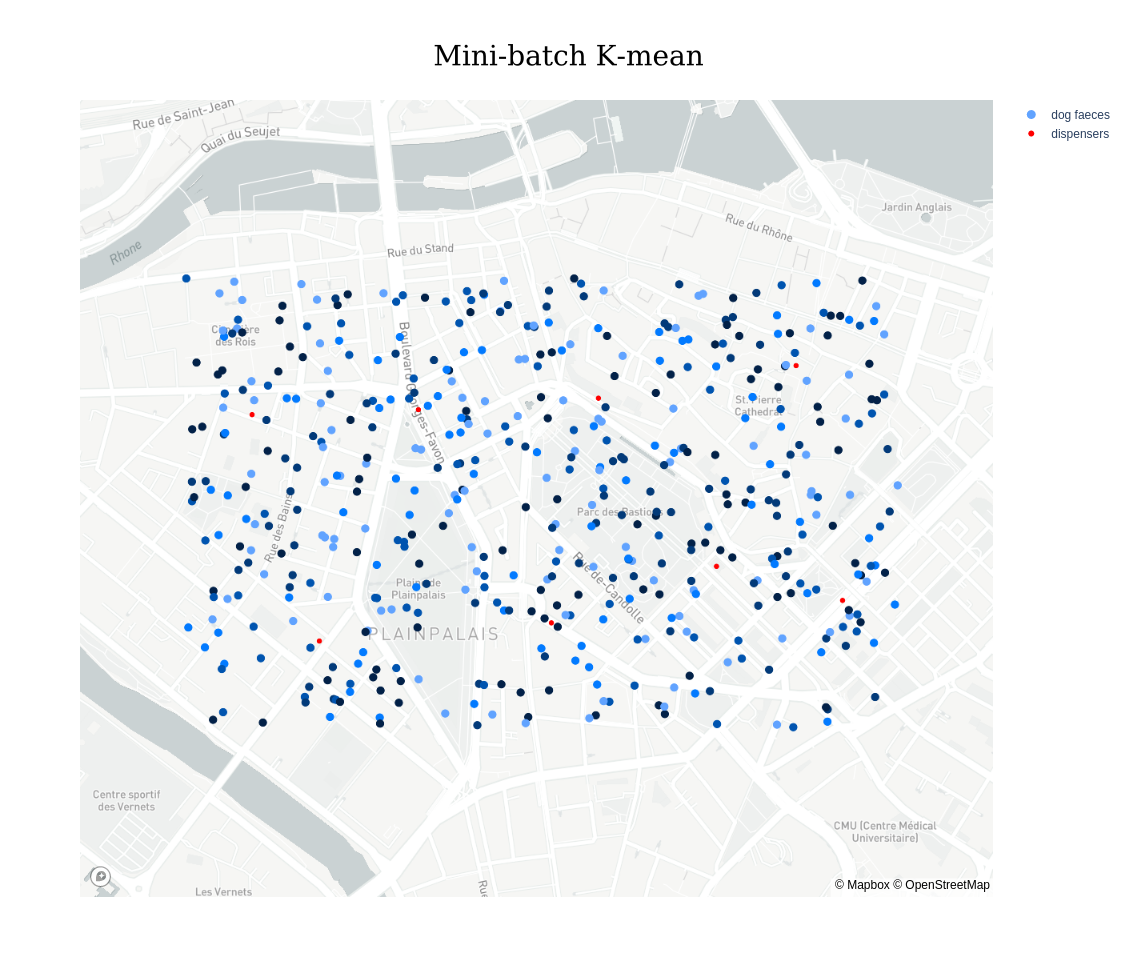 Mini-batch K-mean
dog faeces
dispensers
Rue de Saint-Jean
Quai du Seujet
Jardin Anglais
Rue du Rhône
Rhone
Rue du Stand
des Rois
Boulevard Georges-Favon
St. Pierre
Cathedral
Rue des Bains
Parc des Bastions
Rue de-Candolle
Plaine de
Plainpalais
PLAINPALAIS
Centre sportif
des Vernets
CMU (Centre Médical
Universitaire)
Les Vernets
Rue
© Mapbox © OpenStreetMap